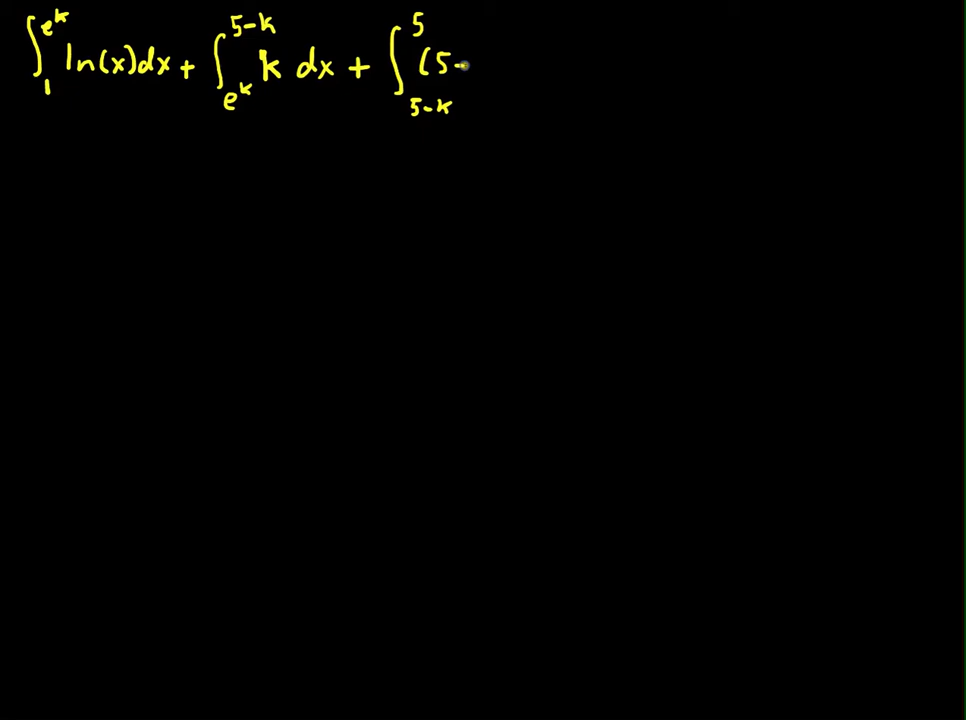 ∫₁^{e^k} ln(x)dx + ∫_{e^k}^{5-k} k dx + ∫_{5-k}^{5} (5-